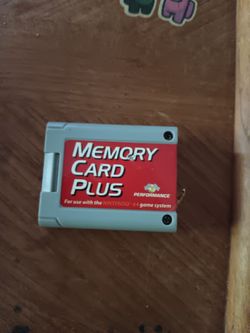 MEMORY
CARD
PLUS
PERFORMANCE
For use with the NINTENDO 64 game system